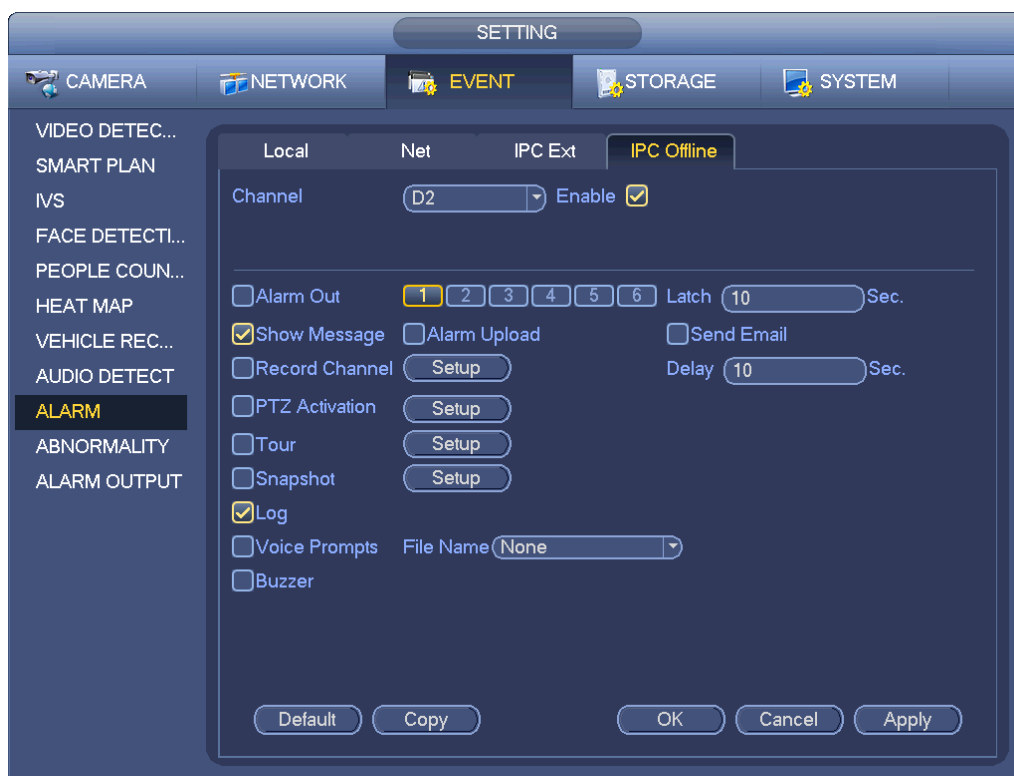 SETTING
CAMERA NETWORK EVENT STORAGE SYSTEM
VIDEO DETEC...
SMART PLAN
IVS
FACE DETECTI...
PEOPLE COUN...
HEAT MAP
VEHICLE REC...
AUDIO DETECT
ALARM
ABNORMALITY
ALARM OUTPUT
Local Net IPC Ext IPC Offline
Channel D2 Enable
Alarm Out 1 2 3 4 5 6 Latch 10 Sec.
Show Message Alarm Upload Send Email
Record Channel Setup Delay 10 Sec.
PTZ Activation Setup
Tour Setup
Snapshot Setup
Log
Voice Prompts File Name None
Buzzer
Default Copy OK Cancel Apply